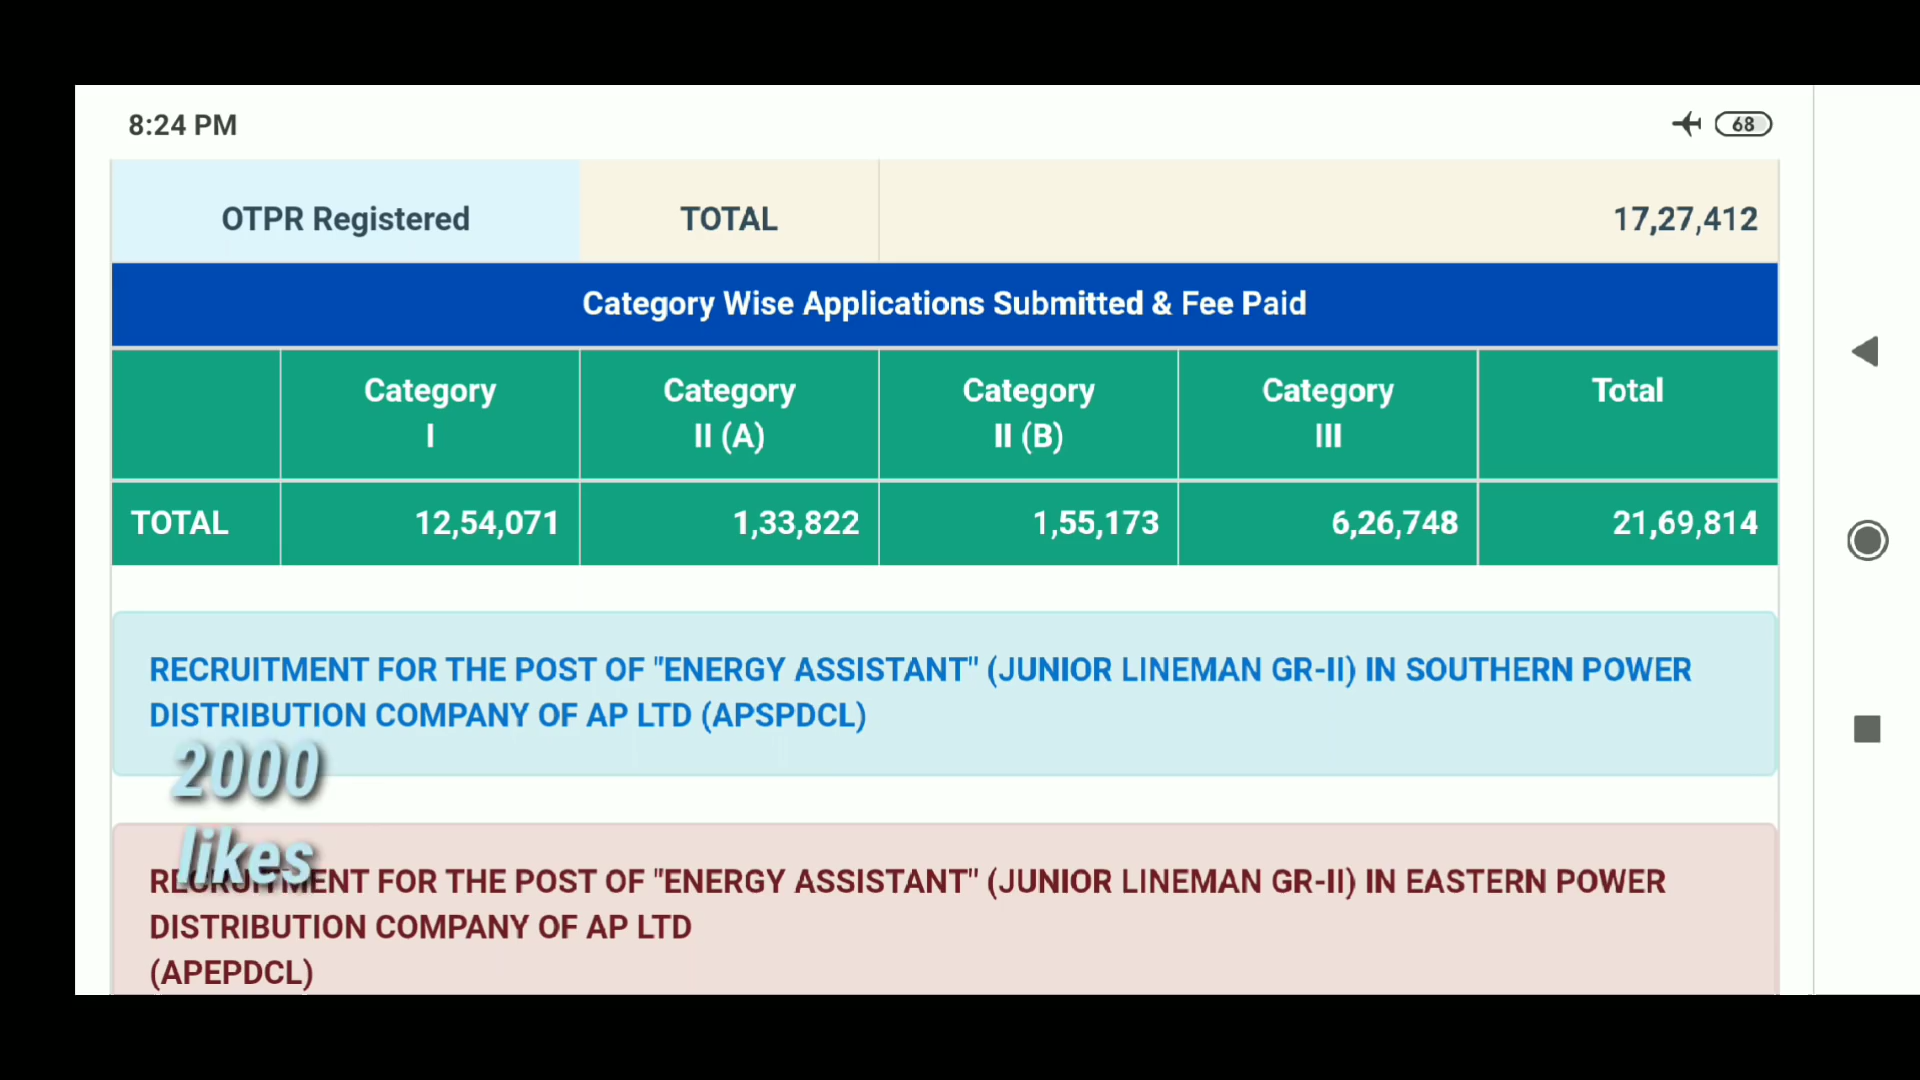 8:24 PM
68
OTPR Registered TOTAL 17,27,412
Category Wise Applications Submitted & Fee Paid
Category Category Category Category Total
I II (A) II (B) III
TOTAL 12,54,071 1,33,822 1,55,173 6,26,748 21,69,814
RECRUITMENT FOR THE POST OF "ENERGY ASSISTANT" (JUNIOR LINEMAN GR-II) IN SOUTHERN POWER
DISTRIBUTION COMPANY OF AP LTD (APSPDCL)
2000
likes
RECRUITMENT FOR THE POST OF "ENERGY ASSISTANT" (JUNIOR LINEMAN GR-II) IN EASTERN POWER
DISTRIBUTION COMPANY OF AP LTD
(APEPDCL)